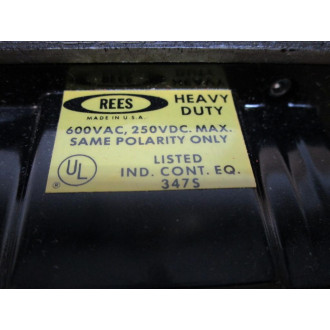 REES HEAVY
MADE IN U.S.A. DUTY
600VAC, 250VDC. MAX.
SAME POLARITY ONLY
UL LISTED
® IND. CONT. EQ.
347S